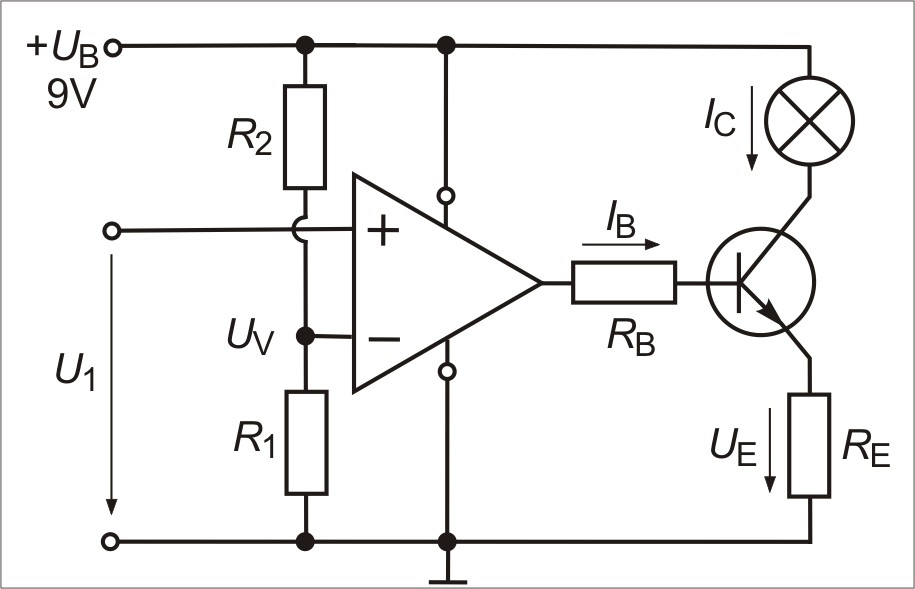 +UB
9V
R2
IC
+
IB
UV
−
RB
U1
R1
UE
RE